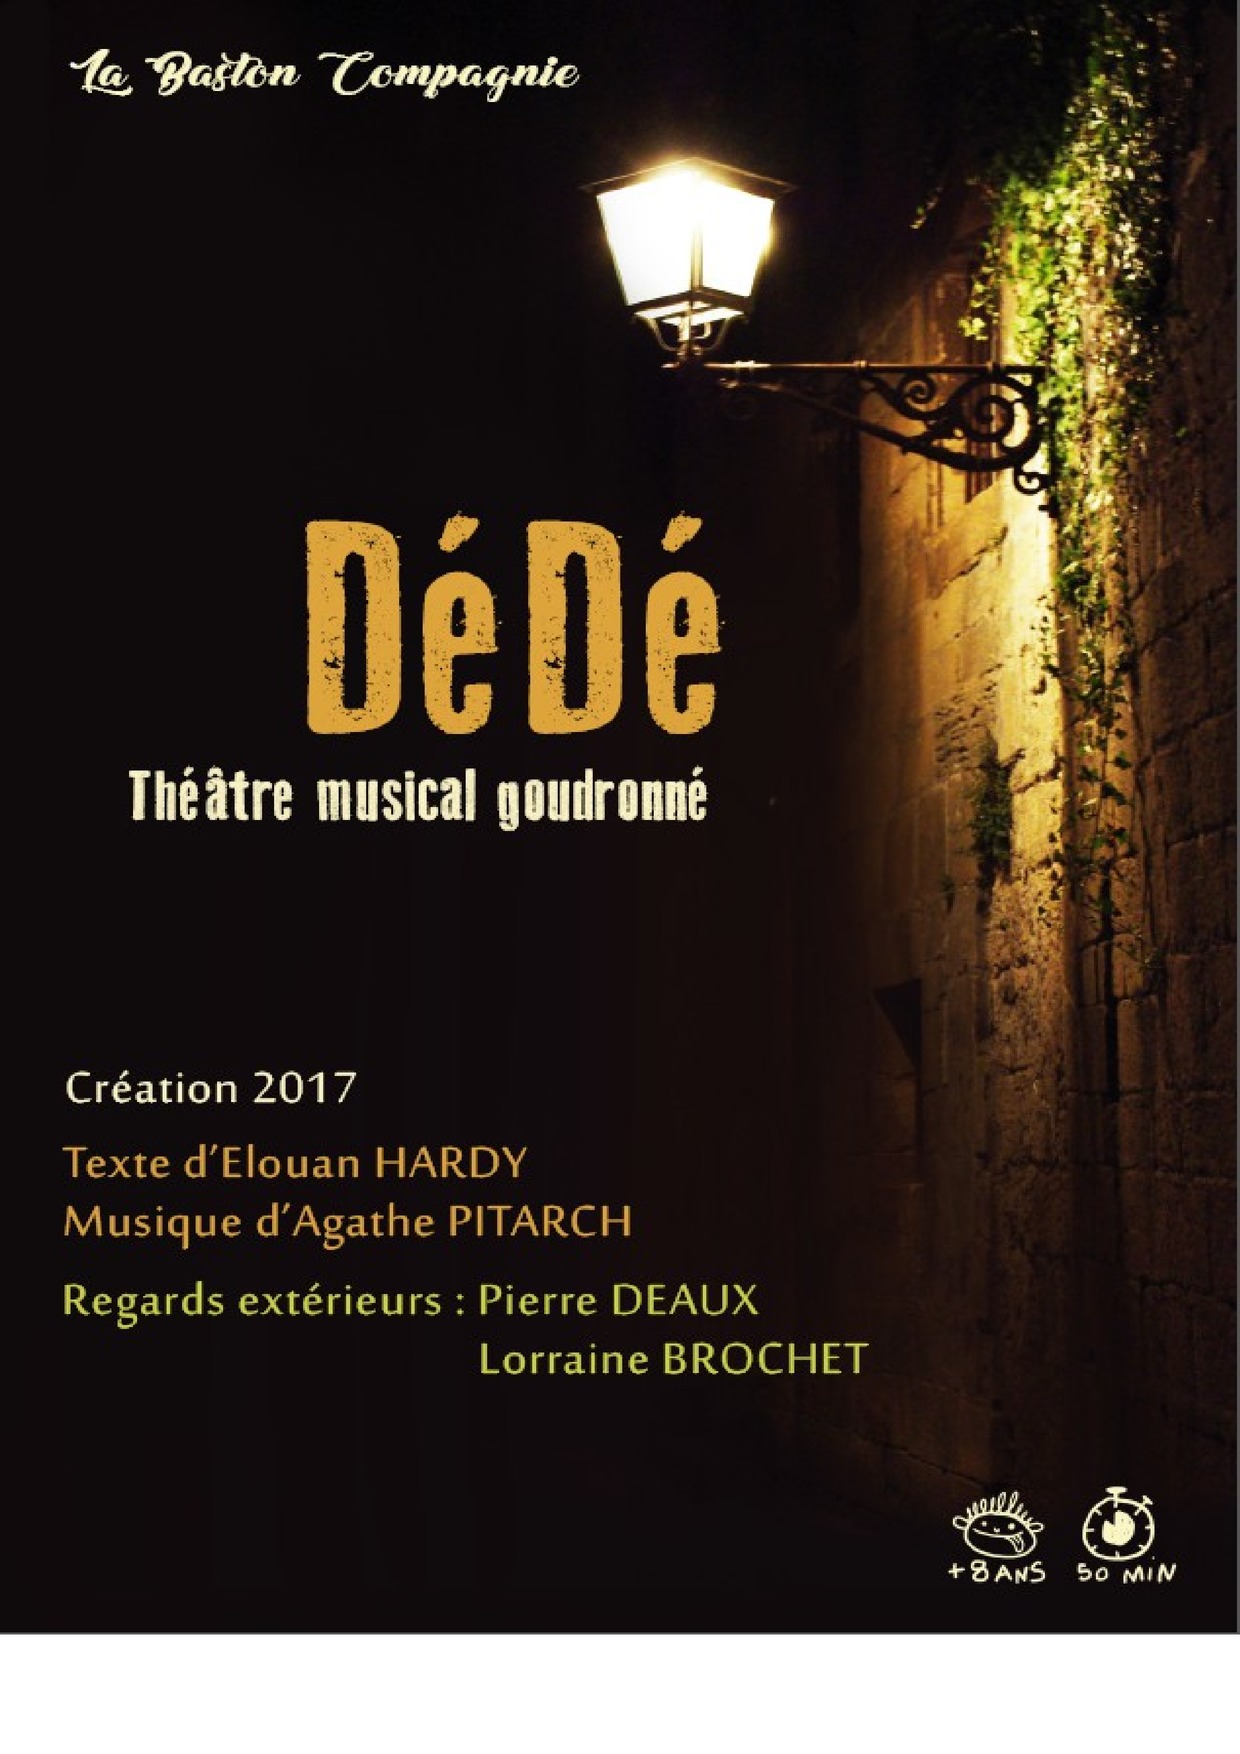 La Baston Compagnie
DéDé
Théâtre musical goudronné
Création 2017
Texte d'Elouan HARDY
Musique d'Agathe PITARCH
Regards extérieurs : Pierre DEAUX
Lorraine BROCHET
+8 ANS 50 MIN